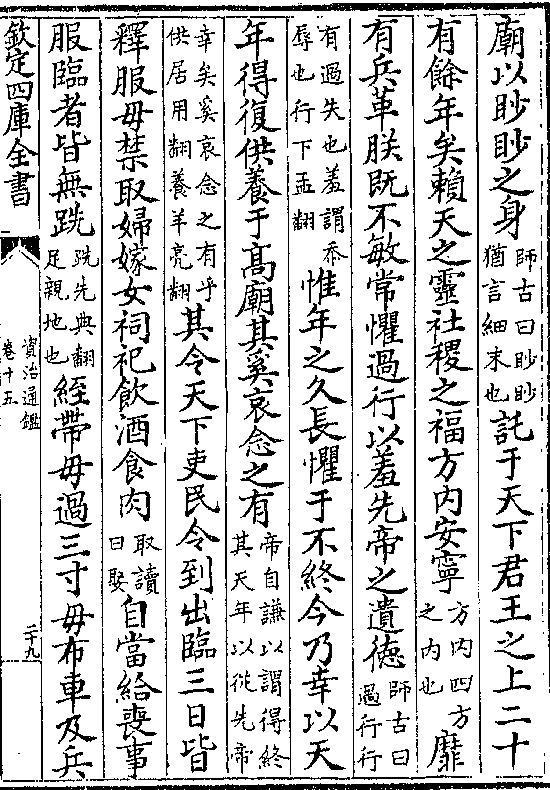 廟以眇眇之身師古曰眇眇猶言細末也託于天下君王之上二十
有餘年矣賴天之靈社稷之福方内安寧方内四方之内也靡
有兵革朕既不敏常懼過行以羞先帝之遺德師古曰過行行
有過失也羞謂忝辱也行下孟翻惟年之久長懼于不終今乃幸以天
年得復供養于髙廟其奚哀念之有帝自謙以謂得終其天年以從先帝
幸矣奚哀念之有乎供居用翻養羊亮翻其令天下吏民令到出臨三日皆
釋服毋禁取婦嫁女祠祀飲酒食肉取讀曰娶自當給喪事
服臨者皆無跣跣先典翻足親地也絰帶毋過三寸毋布車及兵
欽定四庫全書
資治通鑑
卷十五
二十九